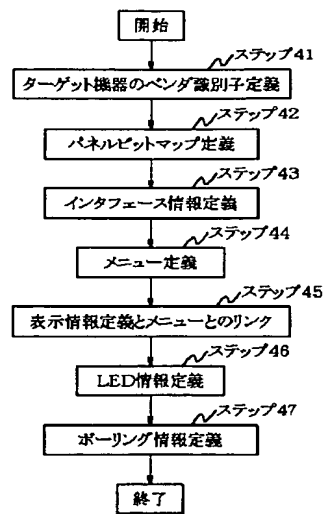 開始
ステップ41
ターゲット機器のベンダ識別子定義
ステップ42
パネルビットマップ定義
ステップ43
インタフェース情報定義
ステップ44
メニュー定義
ステップ45
表示情報定義とメニューとのリンク
ステップ46
LED情報定義
ステップ47
ポーリング情報定義
終了